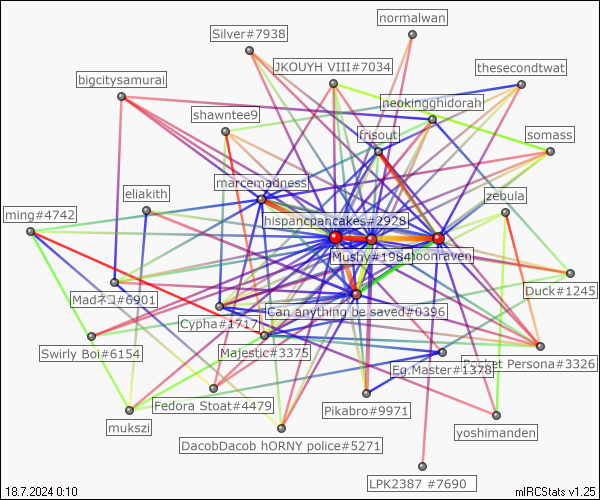 normalwan
Silver#7938
JKOUYH VIII#7034
thesecondtwat
bigcitysamurai
neokingghidorah
shawntee9
frisout
somass
marcemadness
eliakith
zebula
ming#4742
hispancpancakes#2928
Mushy#1984
moonraven
Duck#1245
Madネコ#6901
Can anything be saved#0396
Cypha#1717
Swirly Boi#6154
Majestic#3375
Eg.Master#1378
Pocket Persona#3326
Fedora Stoat#4479
Pikabro#9971
mukszi
yoshimanden
DacobDacob hORNY police#5271
LPK2387 #7690
18.7.2024 0:10
mIRCStats v1.25